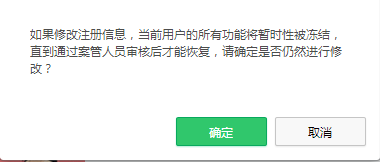 如果修改注册信息，当前用户的所有功能将暂时性被冻结，
直到通过案管人员审核后才能恢复，请确定是否仍然进行修
改？
确定
取消